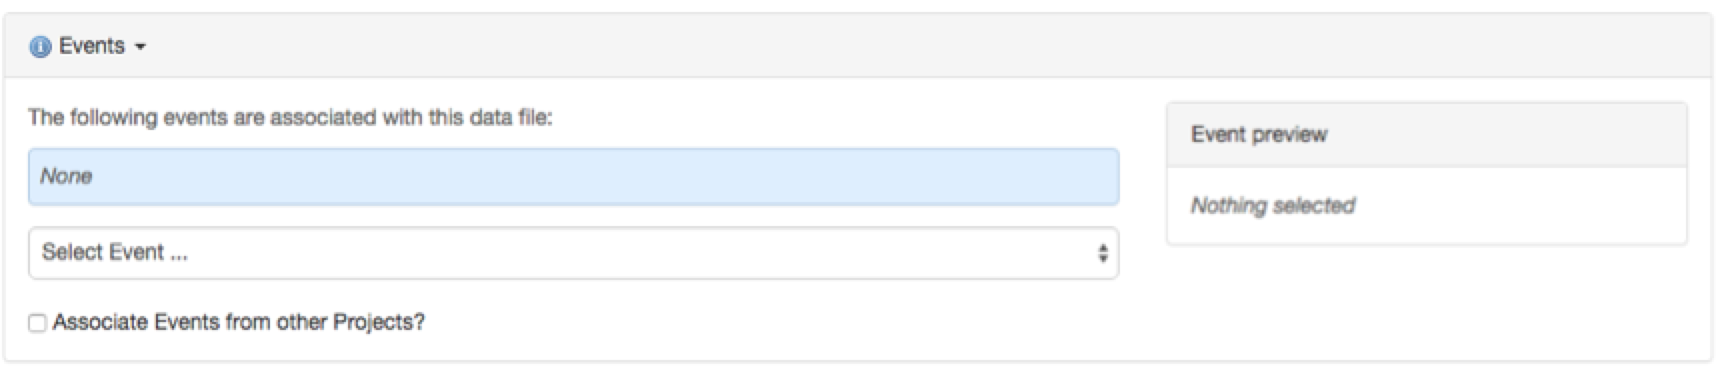 Events
The following events are associated with this data file:
None
Select Event ...
Associate Events from other Projects?
Event preview
Nothing selected